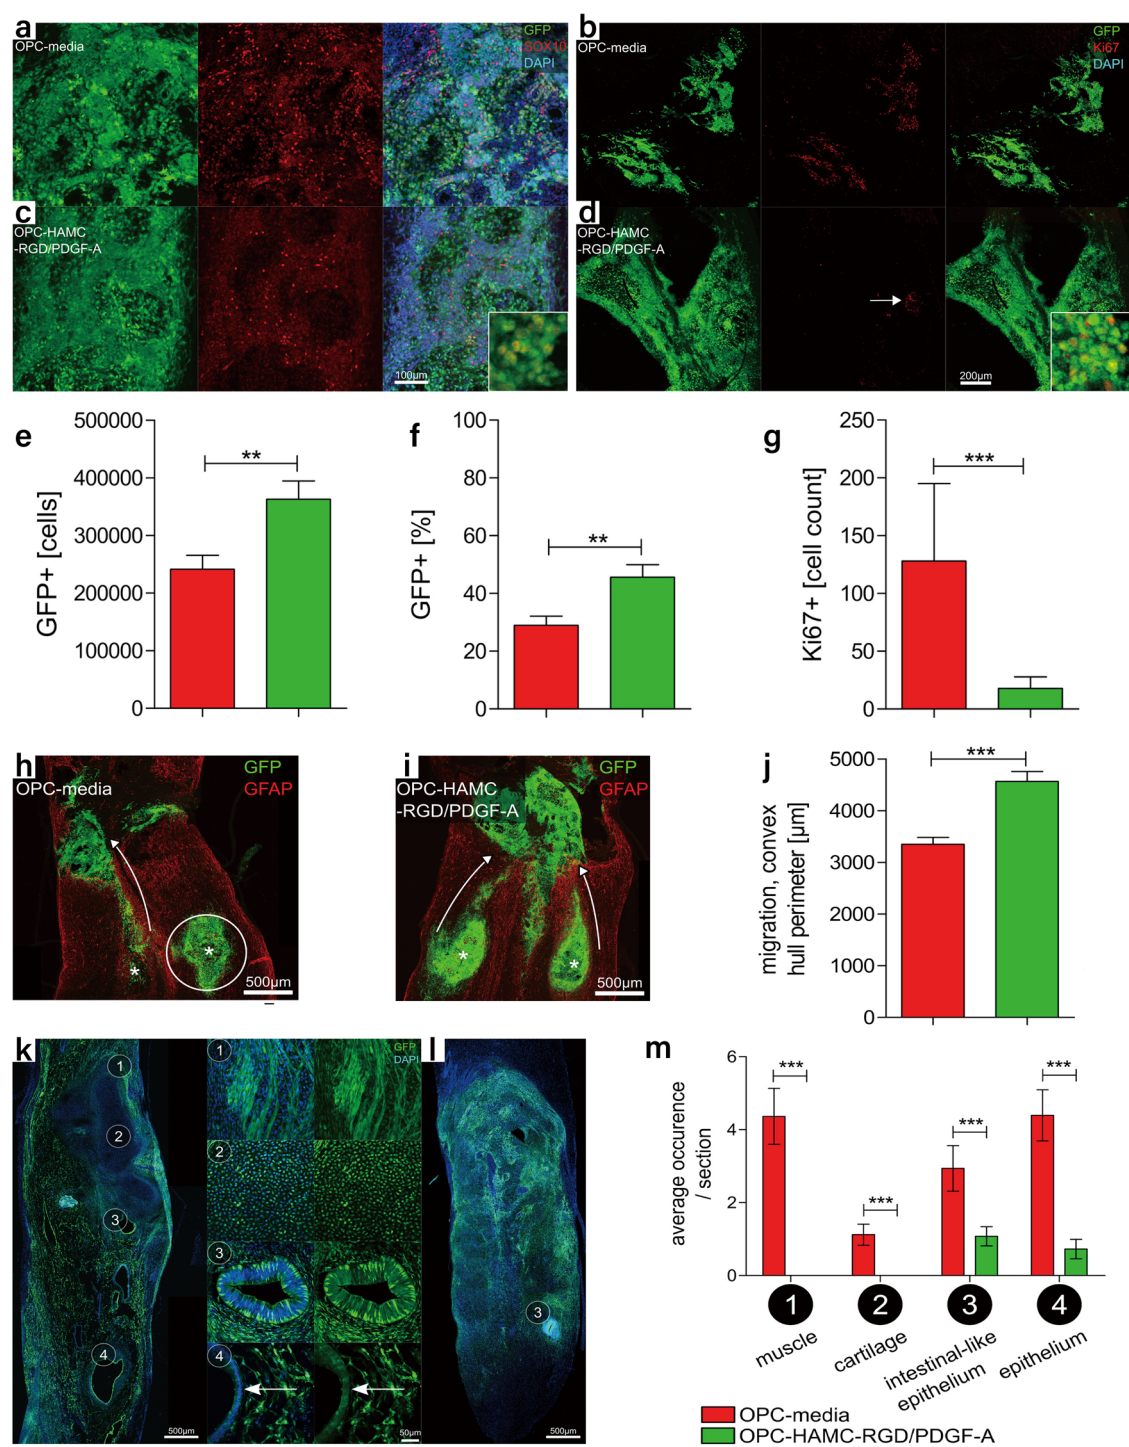 a
OPC-media
GFP
SOX10
DAPI
b
OPC-media
GFP
Ki67
DAPI
c
OPC-HAMC
-RGD/PDGF-A
100µm
d
OPC-HAMC
-RGD/PDGF-A
200µm
e
GFP+ [cells]
500000
400000
300000
200000
100000
0
**
f
GFP+ [%]
100
80
60
40
20
0
**
g
Ki67+ [cell count]
250
200
150
100
50
0
***
h
OPC-media
GFP
GFAP
*
*
500µm
i
OPC-HAMC
-RGD/PDGF-A
GFP
GFAP
*
*
500µm
j
migration, convex
hull perimeter [µm]
5000
4000
3000
2000
1000
0
***
k
1
2
3
4
500µm
1
GFP
DAPI
2
3
4
50µm
l
3
500µm
m
average occurence
/ section
6
4
2
0
***
***
***
***
1
2
3
4
muscle
cartilage
intestinal-like
epithelium
epithelium
OPC-media
OPC-HAMC-RGD/PDGF-A